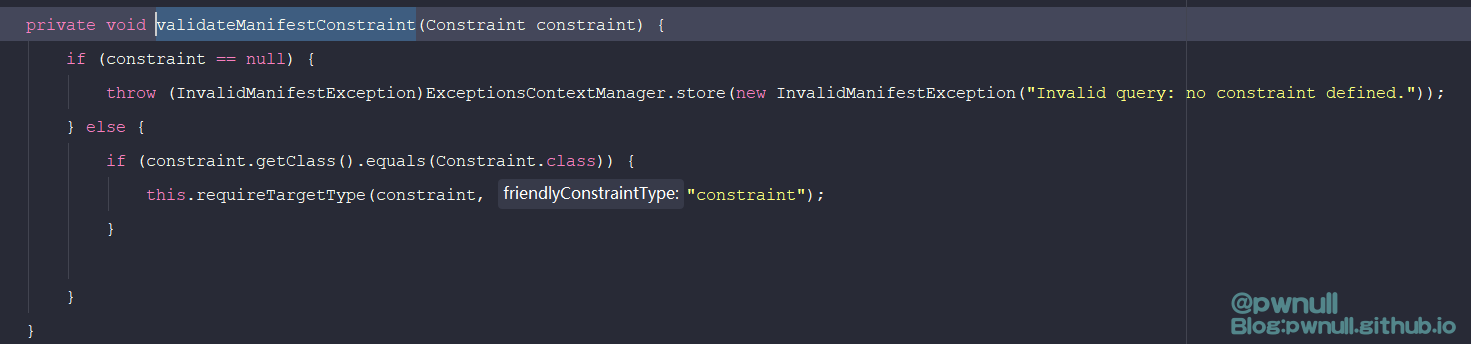 private void validateManifestConstraint(Constraint constraint) {
if (constraint == null) {
throw (InvalidManifestException)ExceptionsContextManager.store(new InvalidManifestException("Invalid query: no constraint defined."));
} else {
if (constraint.getClass().equals(Constraint.class)) {
this.requireTargetType(constraint, friendlyConstraintType: "constraint");
}
}
}
@pwnull
Blog:pwnull.github.io